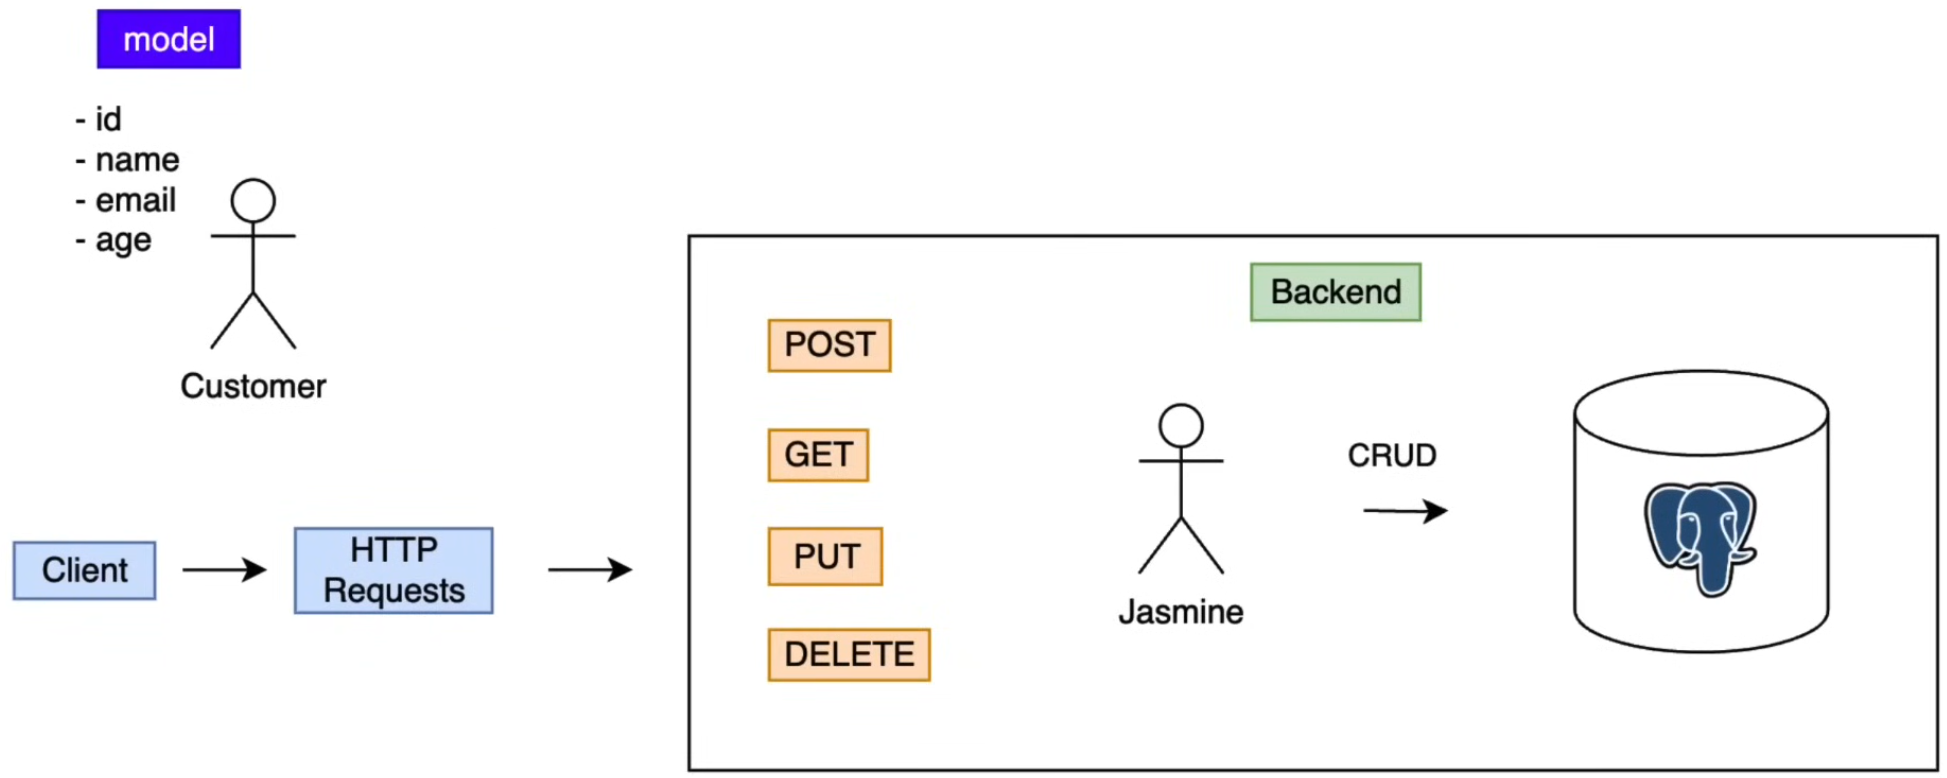 model
- id
- name
- email
- age
Customer
Client
HTTP
Requests
Backend
POST
GET
PUT
DELETE
Jasmine
CRUD